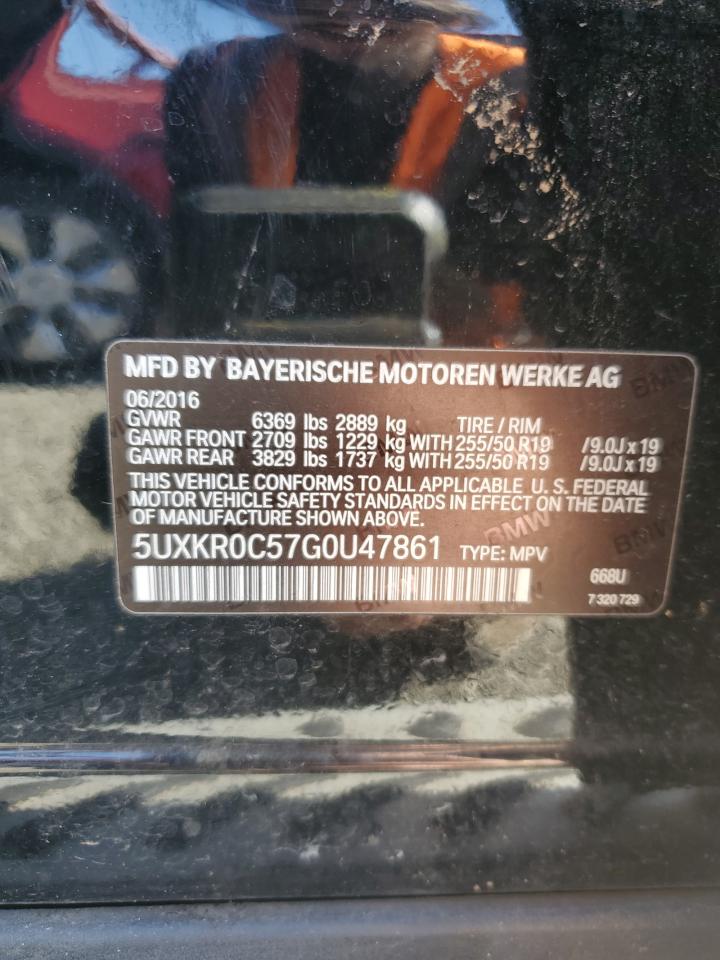 MFD BY BAYERISCHE MOTOREN WERKE AG
06/2016
GVWR 6369 lbs 2889 kg TIRE / RIM
GAWR FRONT 2709 lbs 1229 kg WITH 255/50 R19 /9.0J x 19
GAWR REAR 3829 lbs 1737 kg WITH 255/50 R19 /9.0J x 19
THIS VEHICLE CONFORMS TO ALL APPLICABLE U. S. FEDERAL
MOTOR VEHICLE SAFETY STANDARDS IN EFFECT ON THE DATE
OF MANUFACTURE SHOWN ABOVE.
5UXKR0C57G0U47861 TYPE: MPV
668U
7 320 729